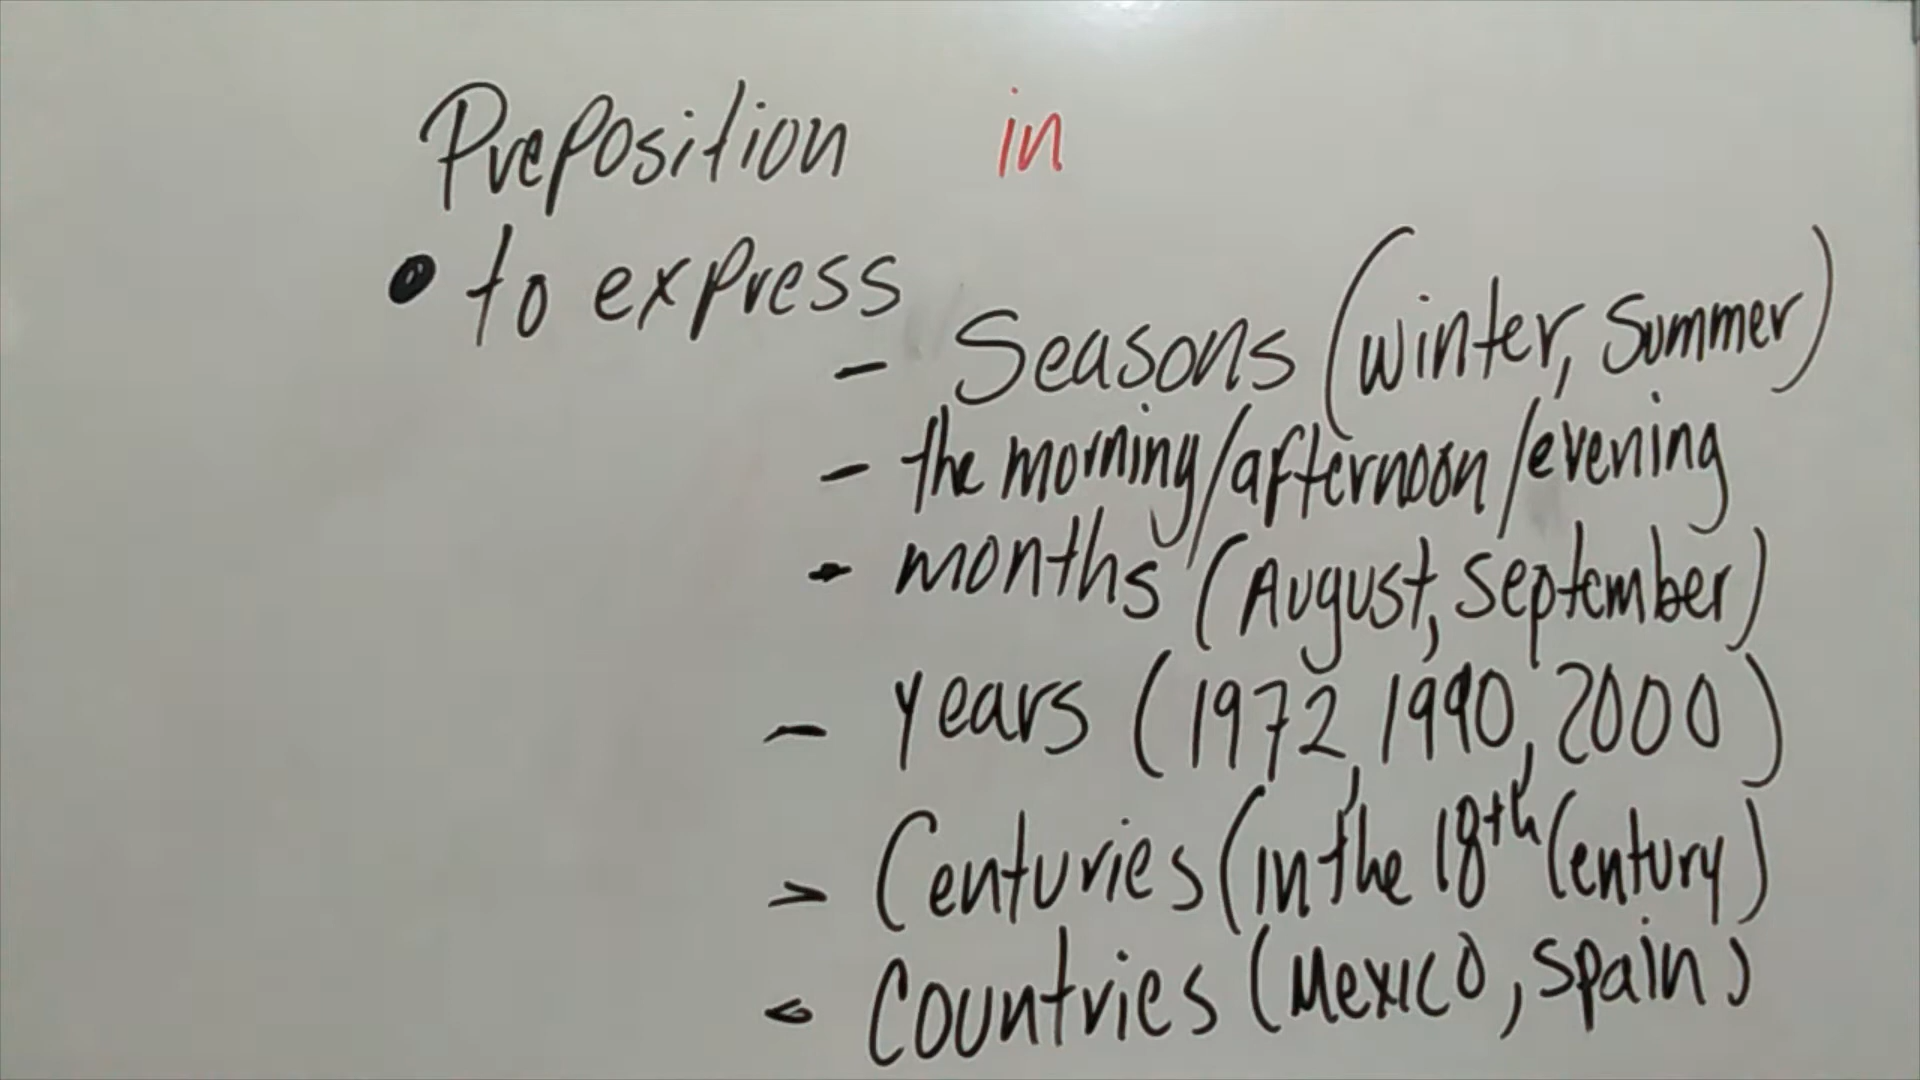 Preposition in
• to express
- Seasons (winter, summer)
- the morning/afternoon/evening
- months (August, September)
- years (1972, 1990, 2000)
- Centuries (in the 18th Century)
- Countries (Mexico, Spain)